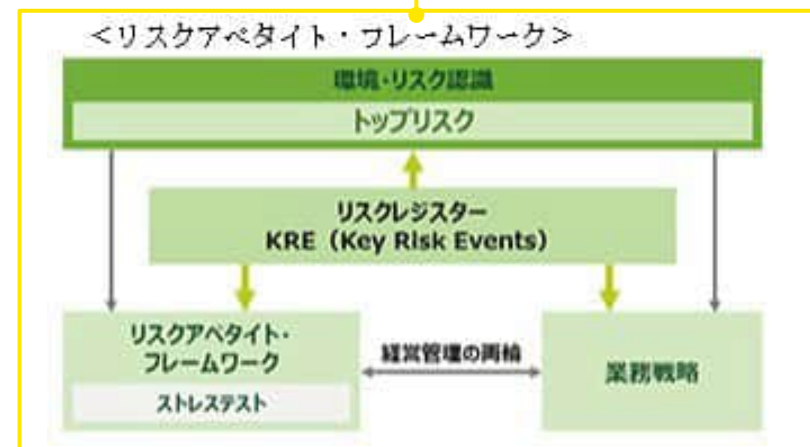 <リスクアペタイト・フレームワーク>
環境・リスク認識
トップリスク
リスクレジスター
KRE（Key Risk Events）
リスクアペタイト・
フレームワーク
ストレステスト
経営管理の両輪
業務戦略